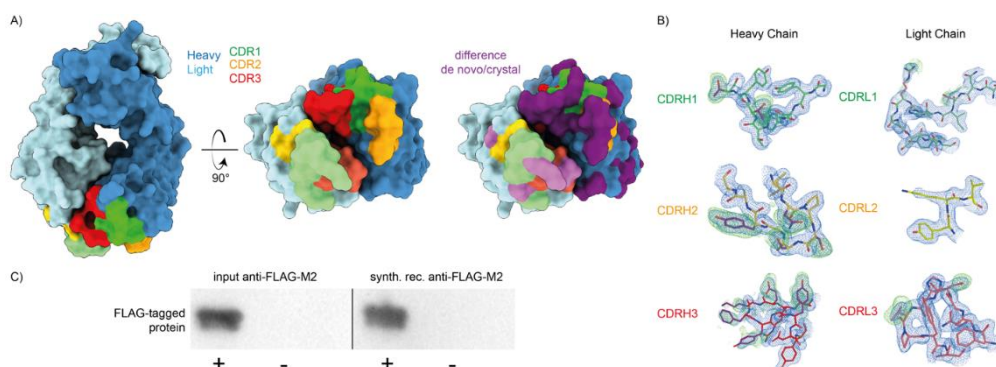 A)
Heavy
Light
CDR1
CDR2
CDR3
90°
difference
de novo/crystal
B)
Heavy Chain
Light Chain
CDRH1
CDRL1
CDRH2
CDRL2
CDRH3
CDRL3
C)
input anti-FLAG-M2
synth. rec. anti-FLAG-M2
FLAG-tagged
protein
+ - + -